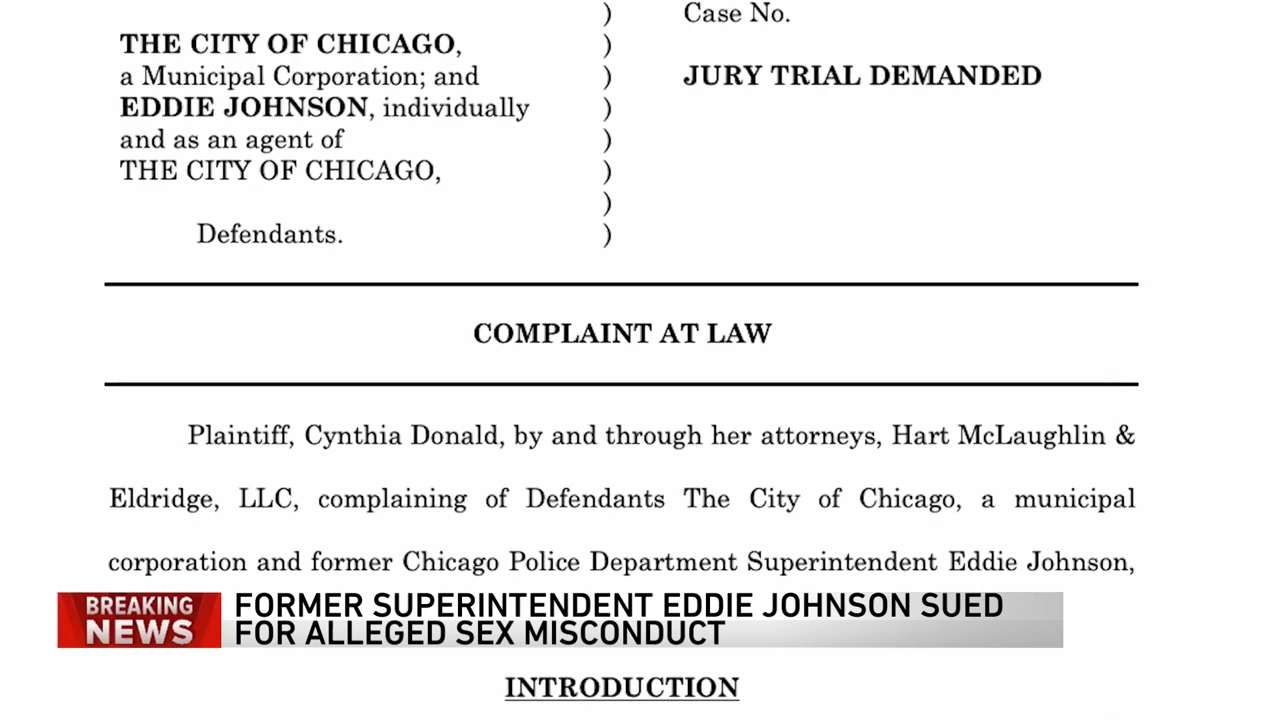 ) Case No.
THE CITY OF CHICAGO, )
a Municipal Corporation; and ) JURY TRIAL DEMANDED
EDDIE JOHNSON, individually )
and as an agent of )
THE CITY OF CHICAGO, )
)
Defendants. )
COMPLAINT AT LAW
Plaintiff, Cynthia Donald, by and through her attorneys, Hart McLaughlin &
Eldridge, LLC, complaining of Defendants The City of Chicago, a municipal
corporation and former Chicago Police Department Superintendent Eddie Johnson,
BREAKING
NEWS
FORMER SUPERINTENDENT EDDIE JOHNSON SUED
FOR ALLEGED SEX MISCONDUCT
INTRODUCTION